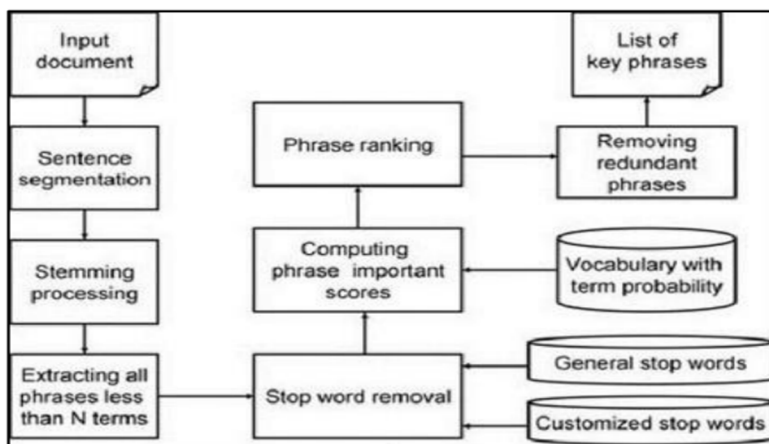 Input
document
Sentence
segmentation
Stemming
processing
Extracting all
phrases less
than N terms
Stop word removal
General stop words
Customized stop words
Computing
phrase important
scores
Vocabulary with
term probability
Phrase ranking
Removing
redundant
phrases
List of
key phrases